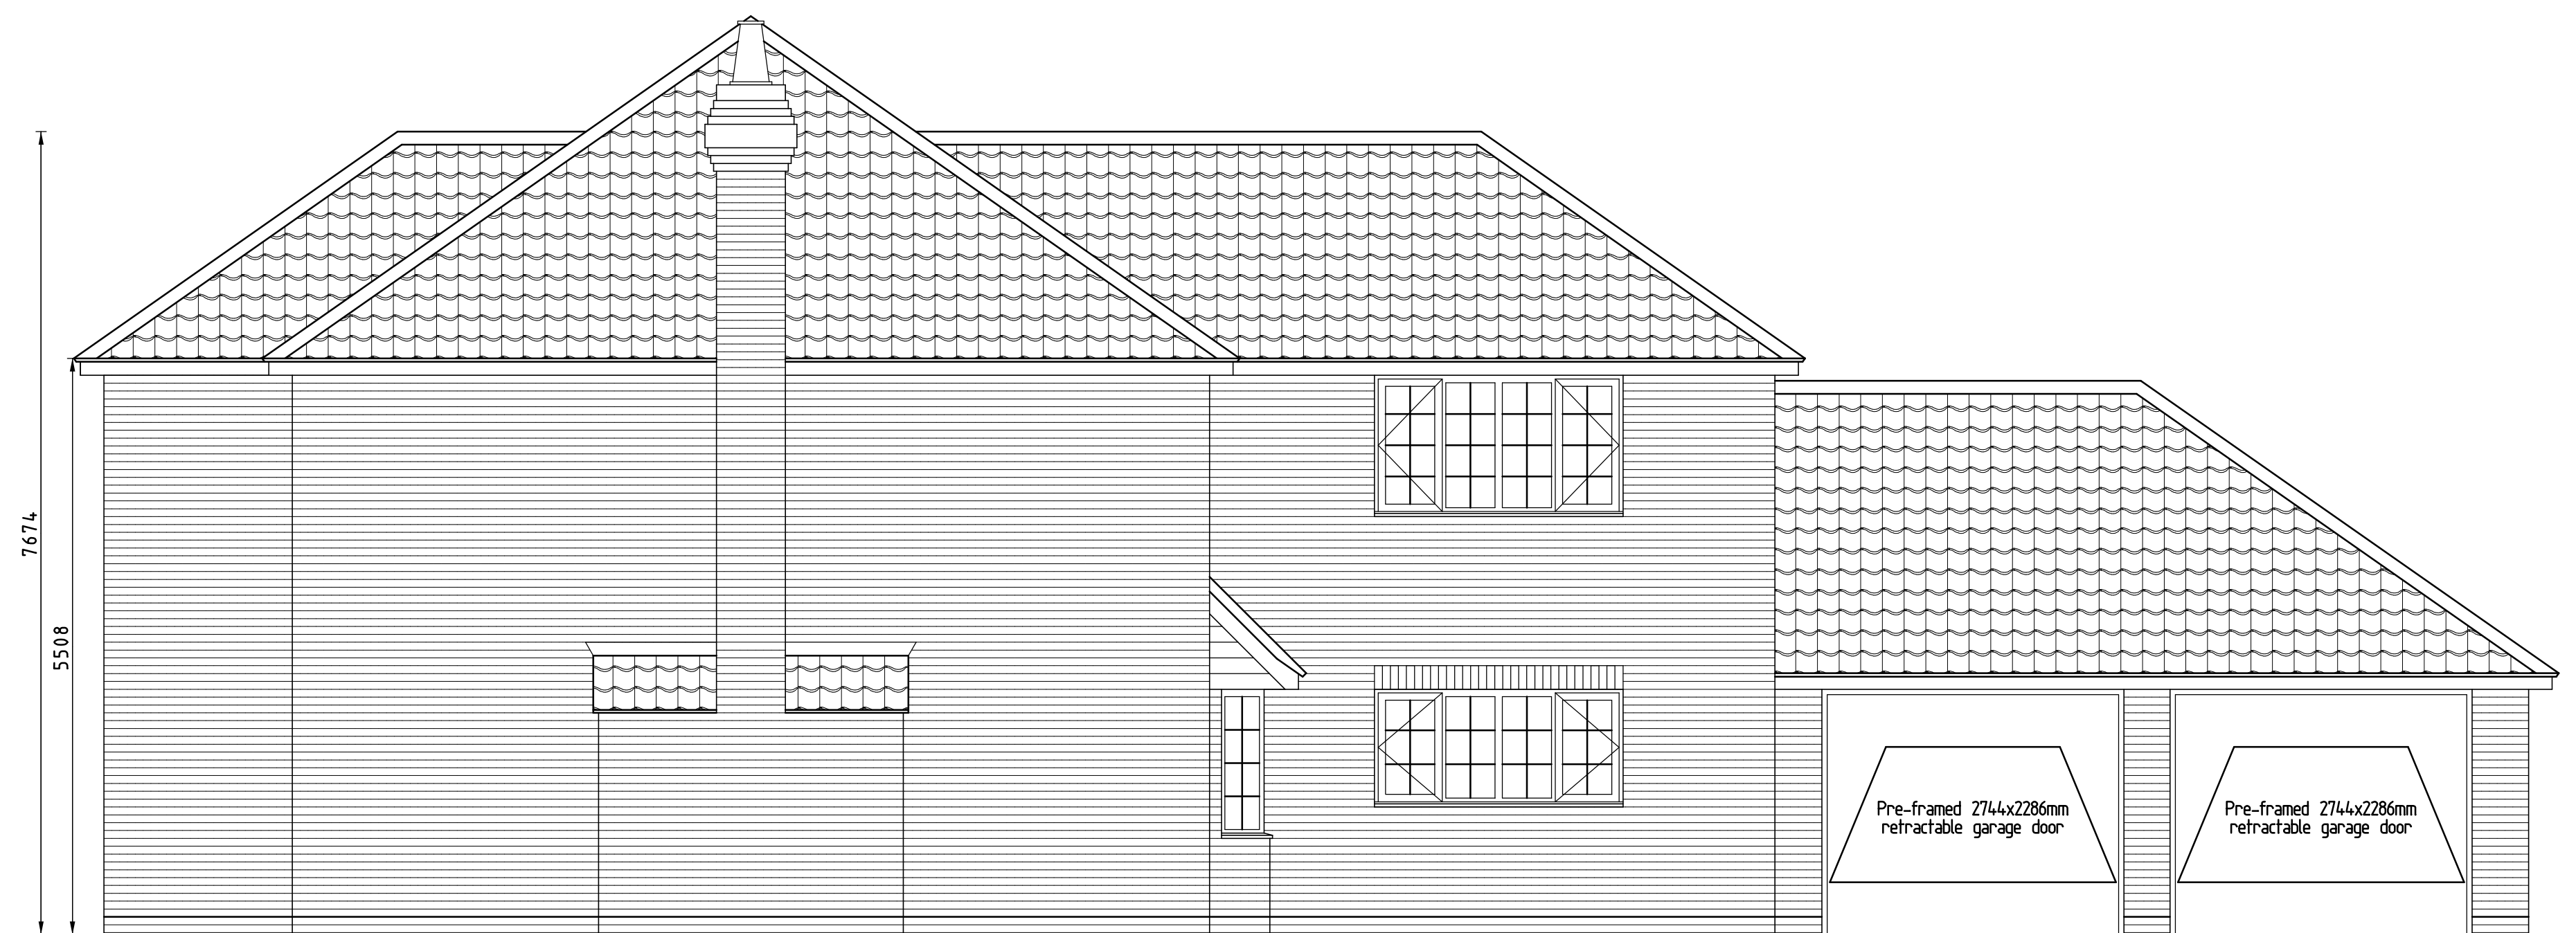 7674
5508
Pre-framed 2744x2286mm
retractable garage door
Pre-framed 2744x2286mm
retractable garage door